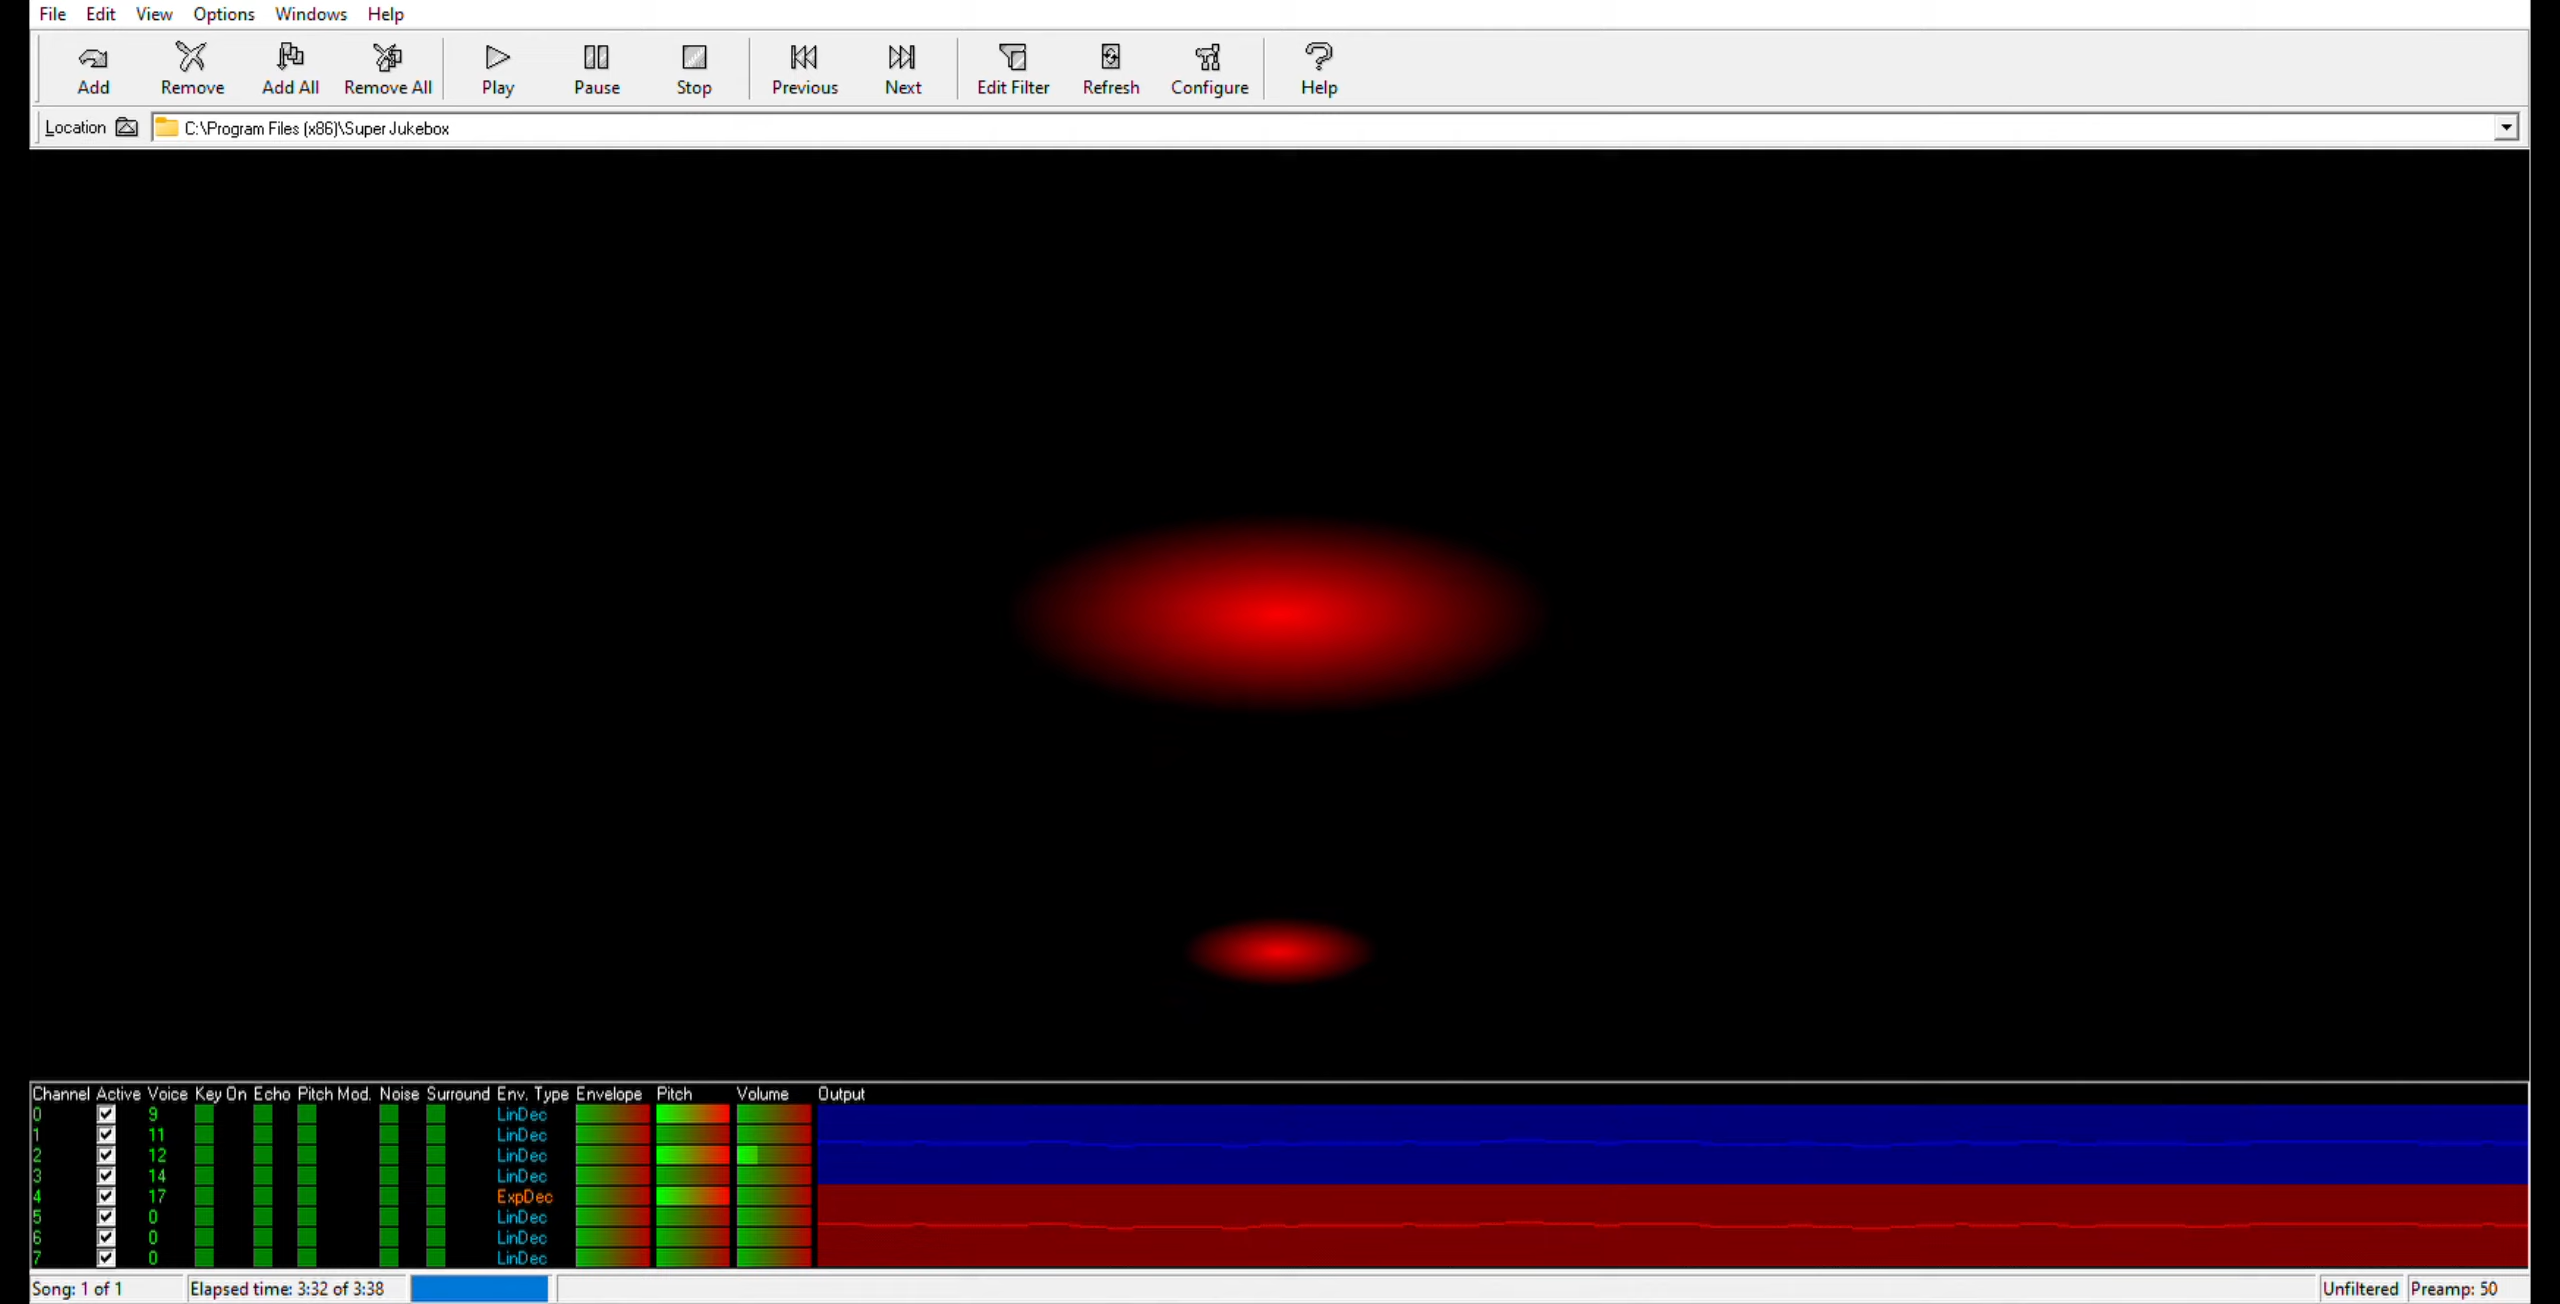 File Edit View Options Windows Help
Add Remove Add All Remove All Play Pause Stop Previous Next Edit Filter Refresh Configure Help
Location C:\Program Files (x86)\Super Jukebox
Channel Active Voice Key On Echo Pitch Mod. Noise Surround Env. Type Envelope Pitch Volume Output
0 9 LinDec
1 11 LinDec
2 12 LinDec
3 14 LinDec
4 17 ExpDec
5 0 LinDec
6 0 LinDec
7 0 LinDec
Song: 1 of 1 Elapsed time: 3:32 of 3:38 Unfiltered Preamp: 50